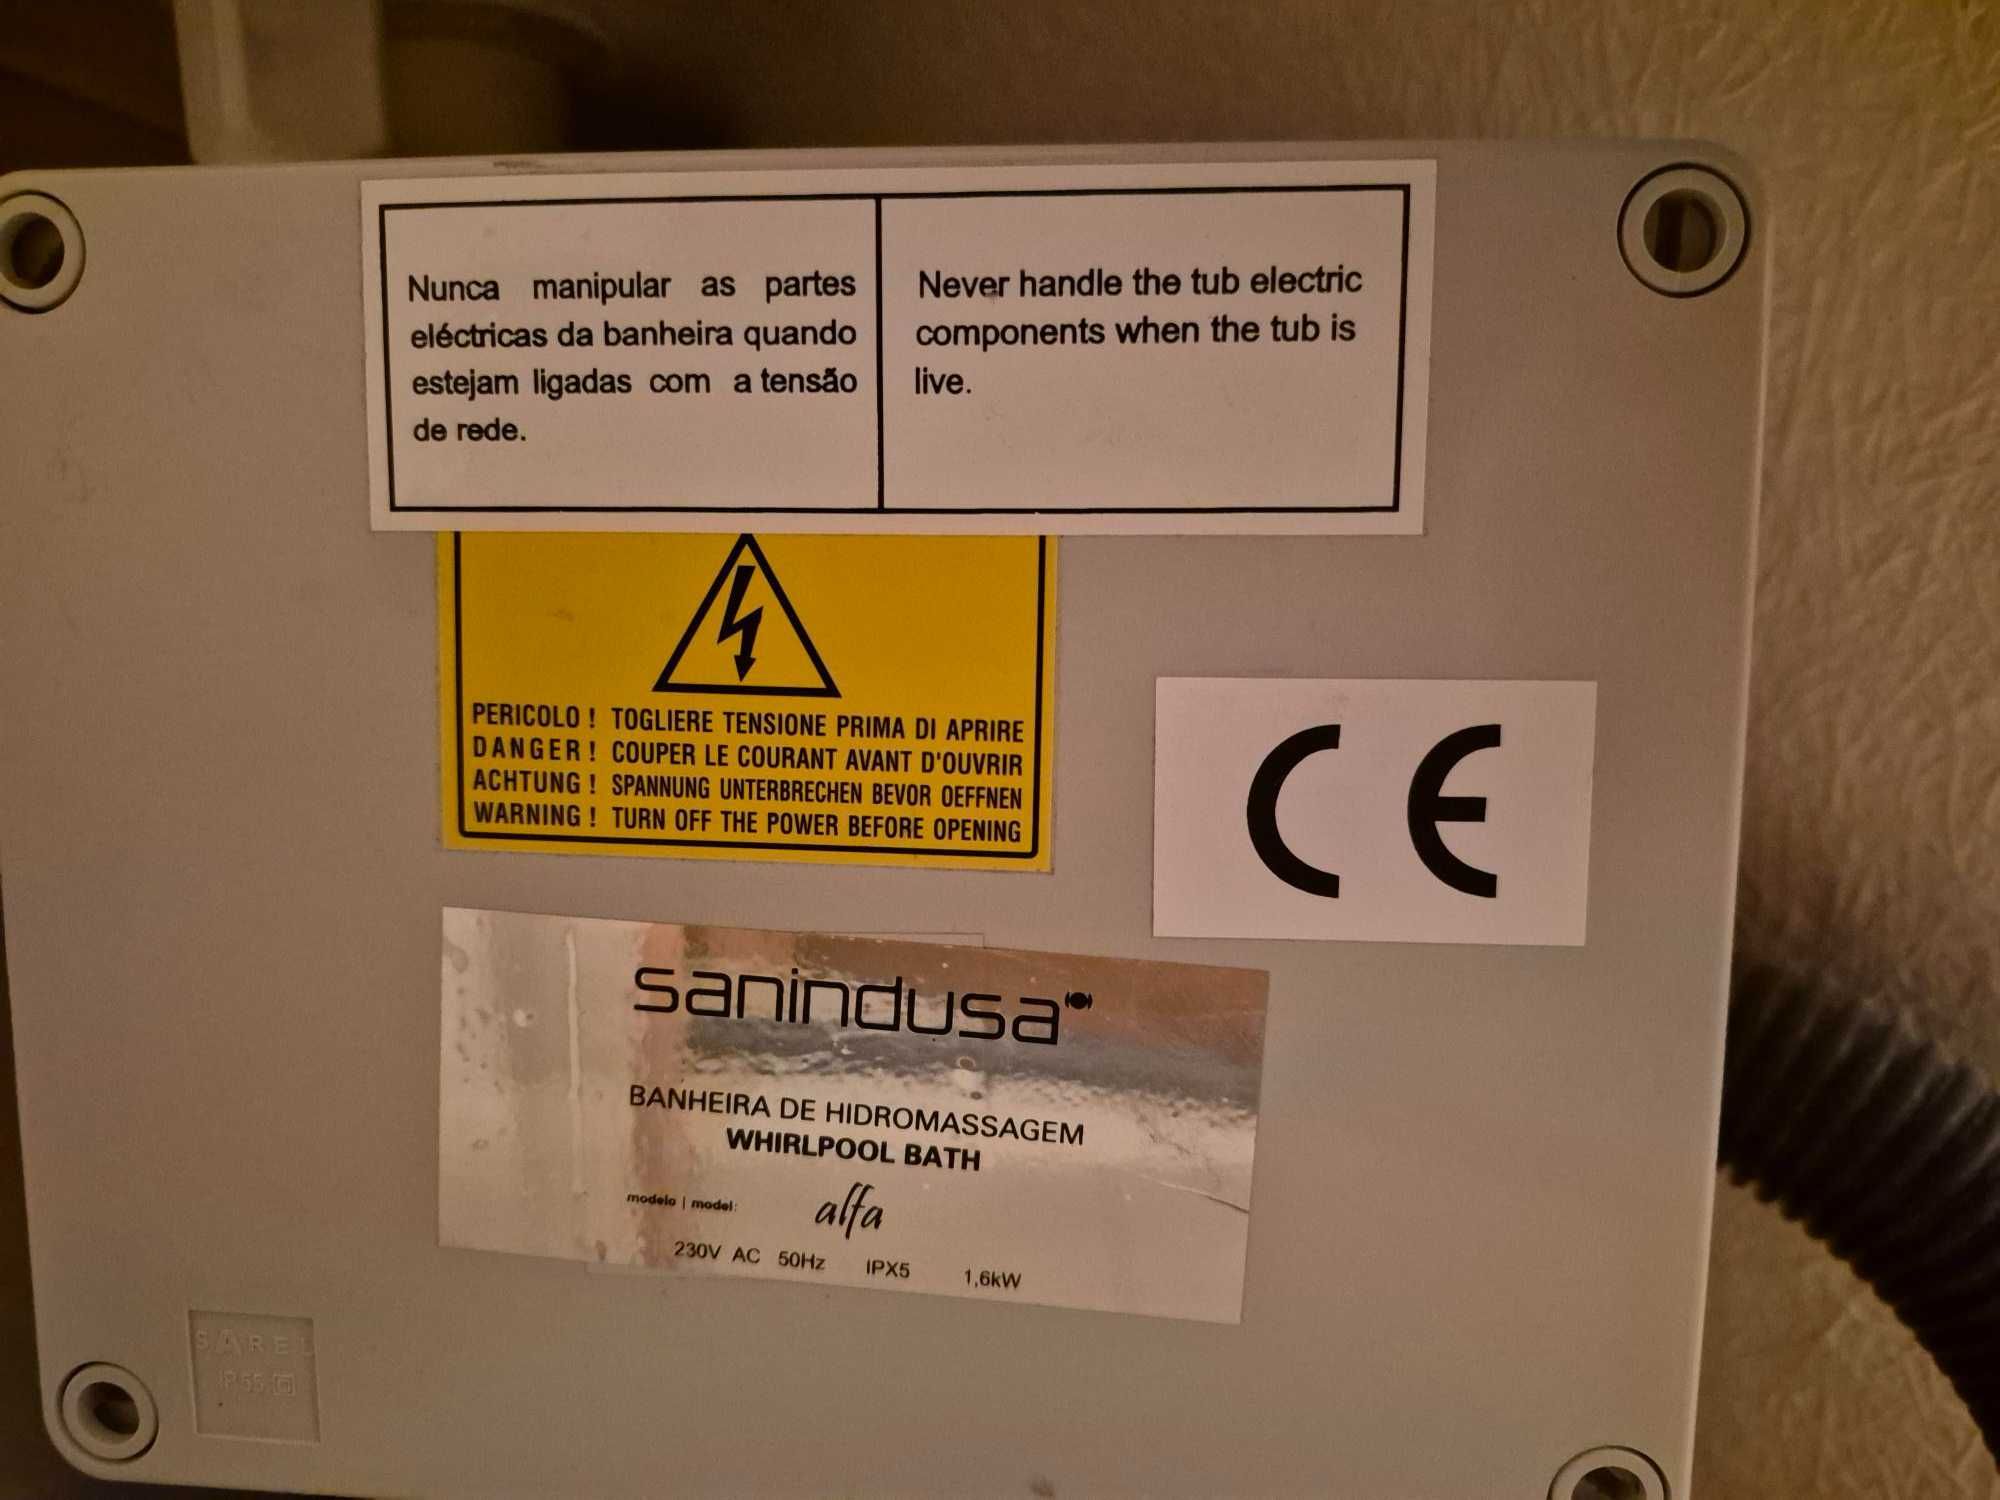 Nunca manipular as partes
eléctricas da banheira quando
estejam ligadas com a tensão
de rede.
Never handle the tub electric
components when the tub is
live.
PERICOLO ! TOGLIERE TENSIONE PRIMA DI APRIRE
DANGER ! COUPER LE COURANT AVANT D'OUVRIR
ACHTUNG ! SPANNUNG UNTERBRECHEN BEVOR OEFFNEN
WARNING ! TURN OFF THE POWER BEFORE OPENING
CE
sanindusa
BANHEIRA DE HIDROMASSAGEM
WHIRLPOOL BATH
modelo | model: alfa
230V AC 50Hz IPX5 1,6kW
SAREL
IP 55